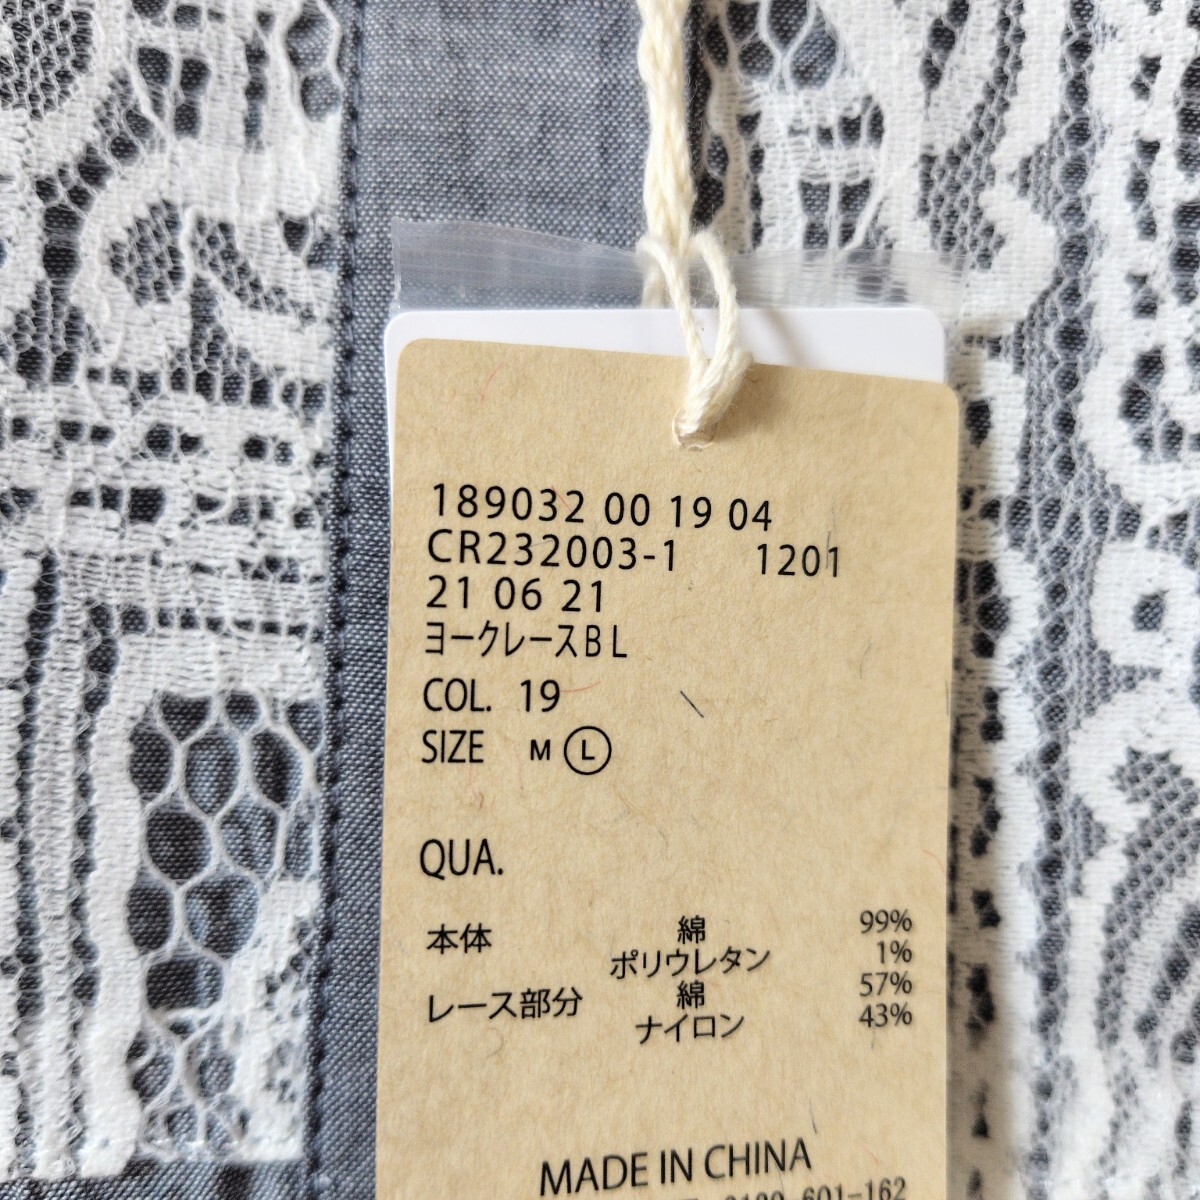 189032 00 19 04
CR232003-1 1201
21 06 21
ヨークレースBL
COL. 19
SIZE M L
QUA.
本体 綿 99%
ポリウレタン 1%
レース部分 綿 57%
ナイロン 43%
MADE IN CHINA
601-162